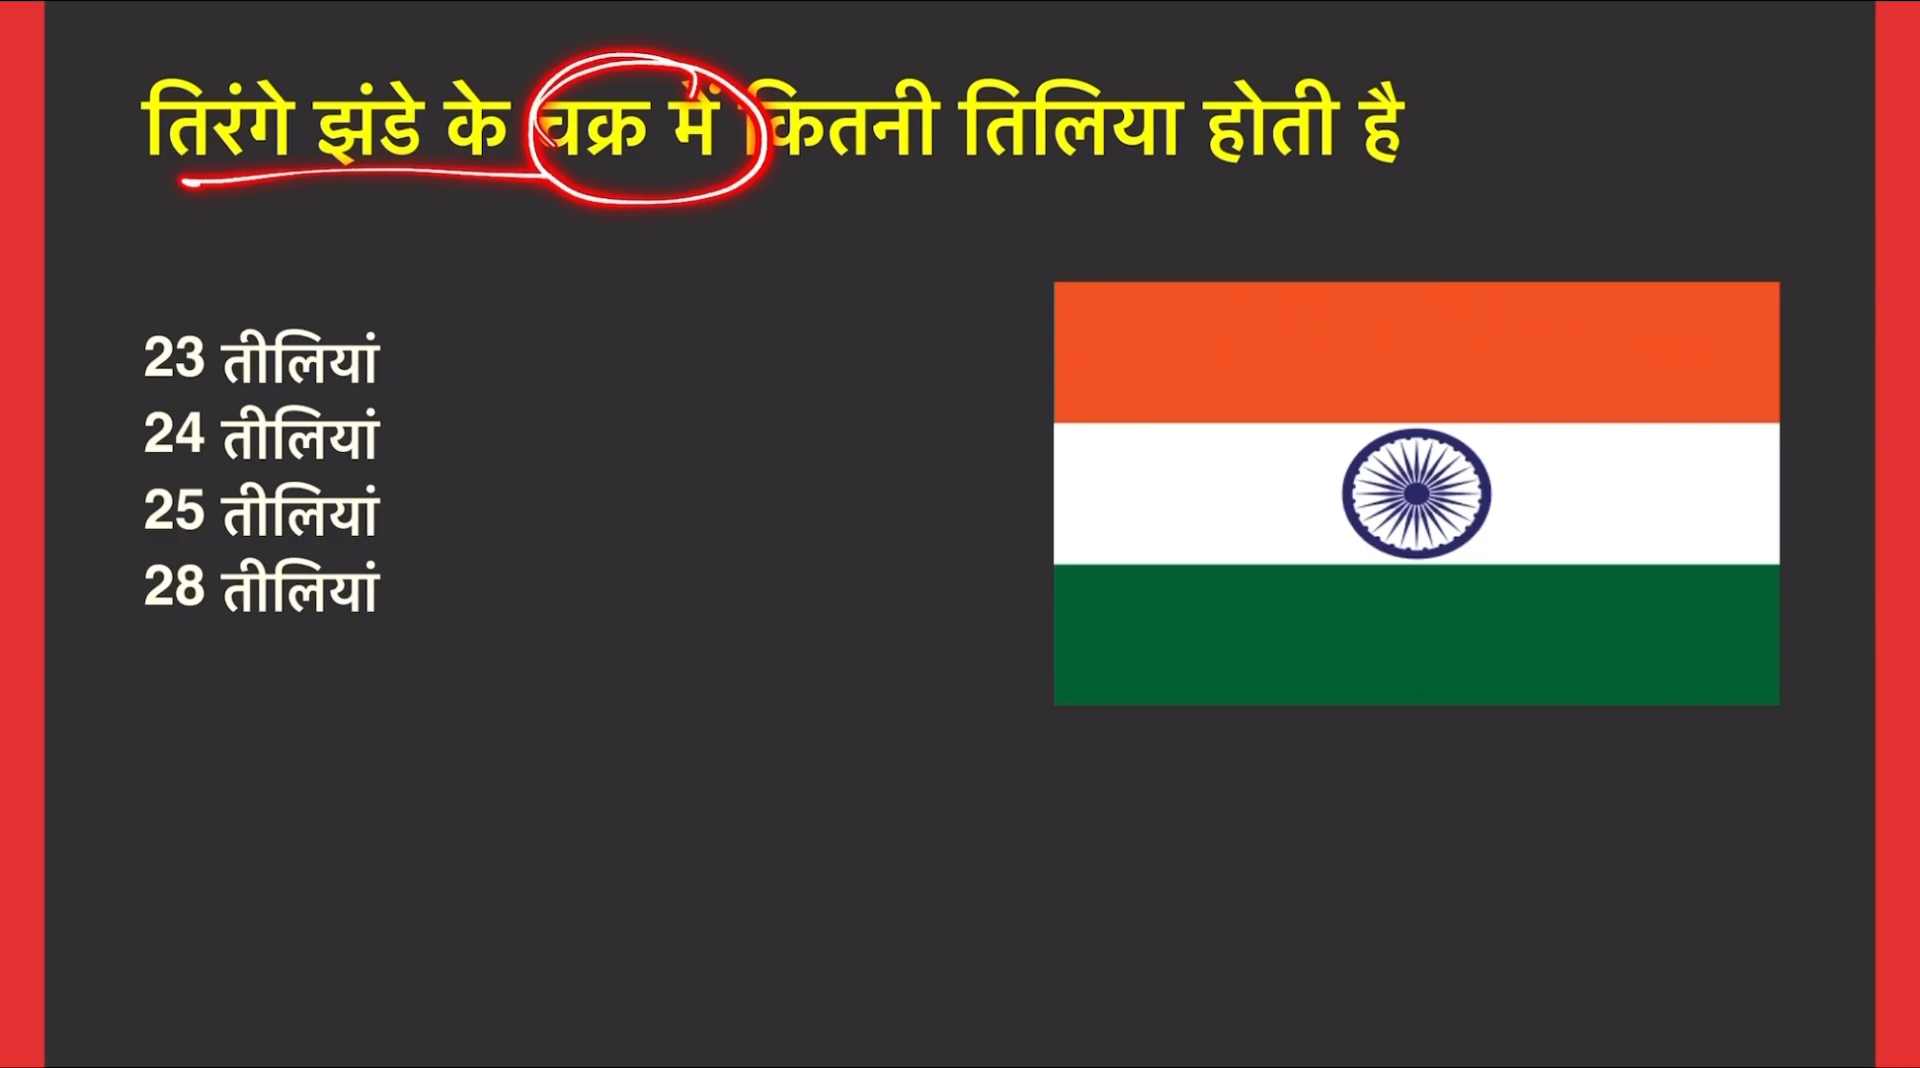 तिरंगे झंडे के चक्र में कितनी तिलिया होती है
23 तीलियां
24 तीलियां
25 तीलियां
28 तीलियां